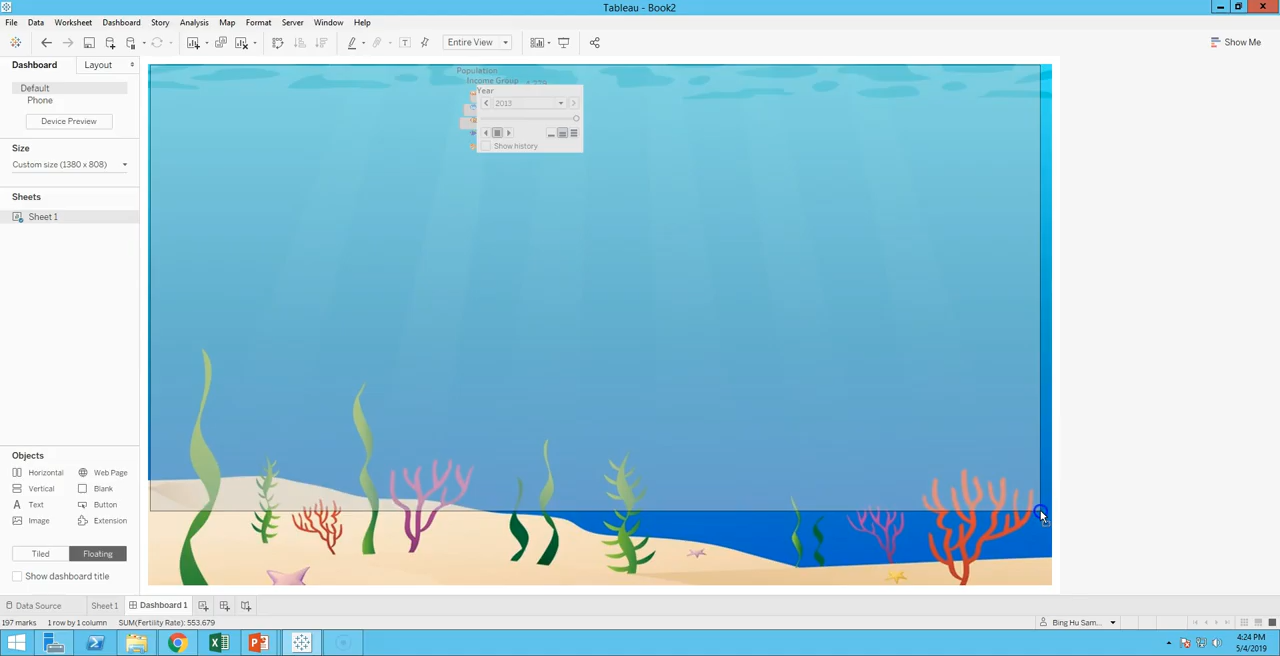 Tableau - Book2
File Data Worksheet Dashboard Story Analysis Map Format Server Window Help
Entire View
Show Me
Dashboard Layout
Default
Phone
Device Preview
Size
Custom size (1380 x 808)
Sheets
Sheet 1
Population
Income Group
Year
2013
Show history
Objects
Horizontal Web Page
Vertical Blank
Text Button
Image Extension
Tiled Floating
Show dashboard title
Data Source Sheet 1 Dashboard 1
197 marks 1 row by 1 column SUM(Fertility Rate): 553.679
Bing Hu Sam...
4:24 PM
5/4/2019